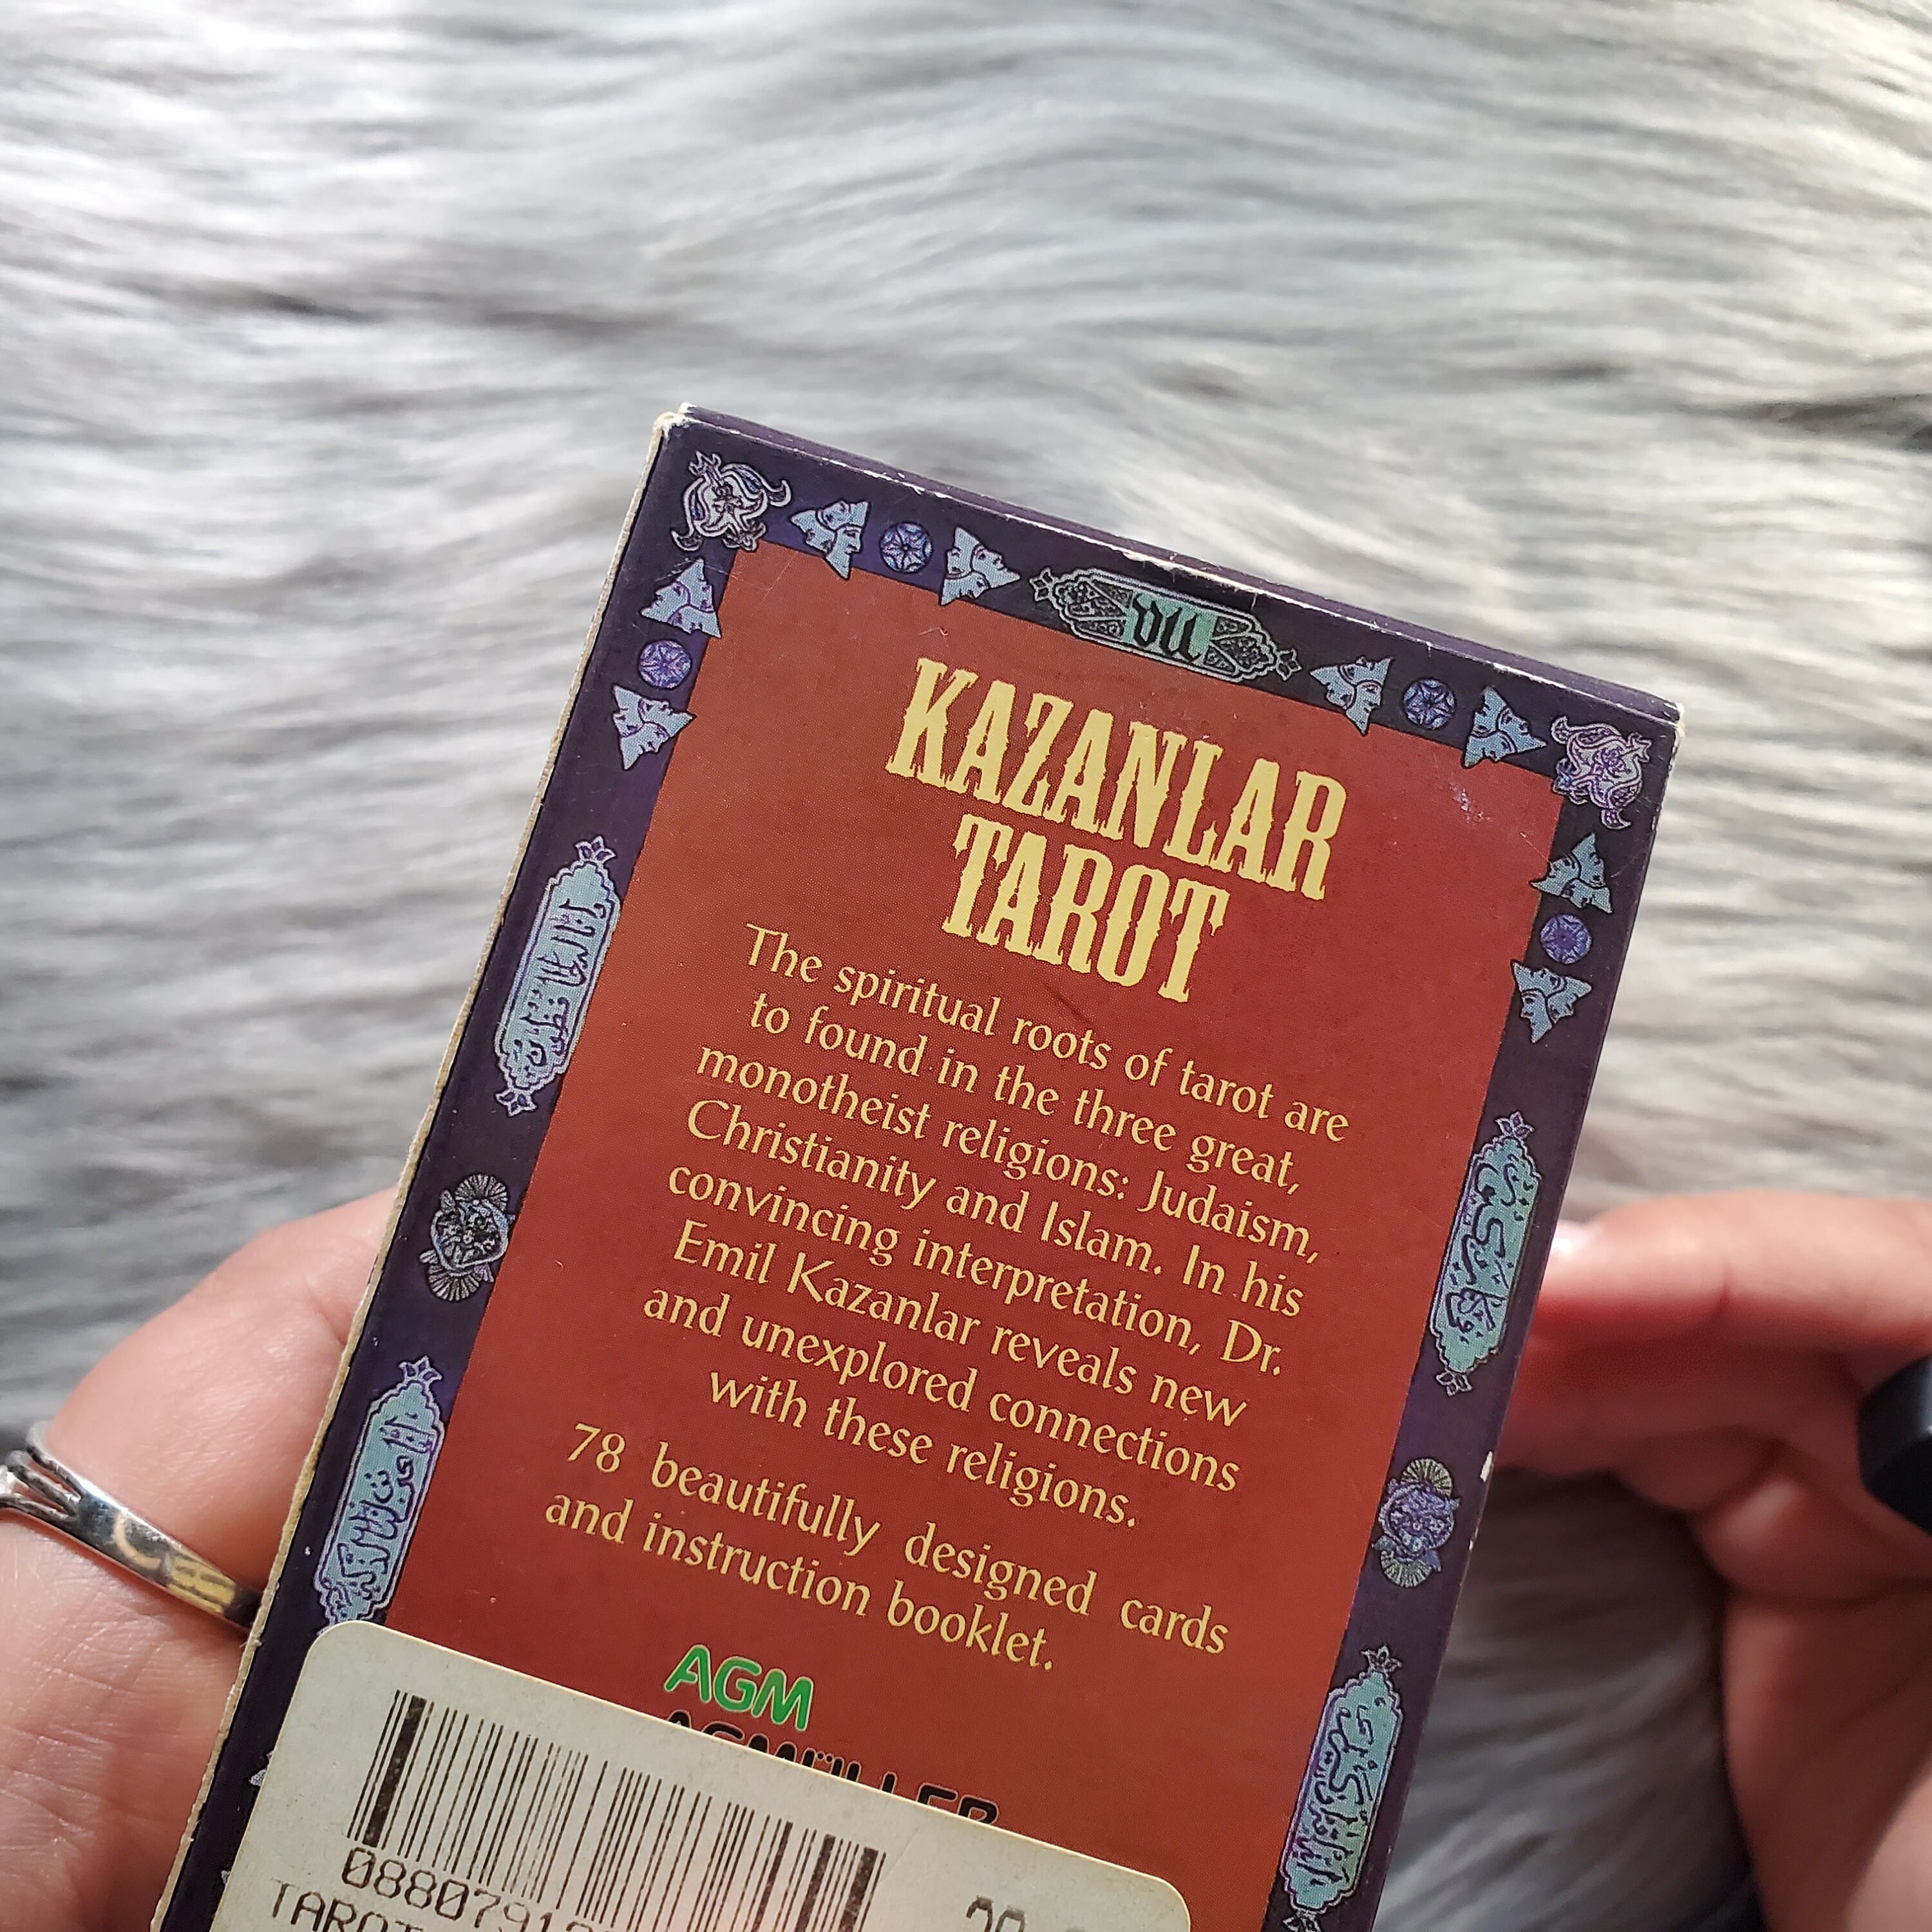 KAZANLAR
TAROT
The spiritual roots of tarot are
to found in the three great,
monotheist religions: Judaism,
Christianity and Islam. In his
convincing interpretation, Dr.
Emil Kazanlar reveals new
and unexplored connections
with these religions.
78 beautifully designed cards
and instruction booklet.
AGM
AGMÜLLER
TAROT